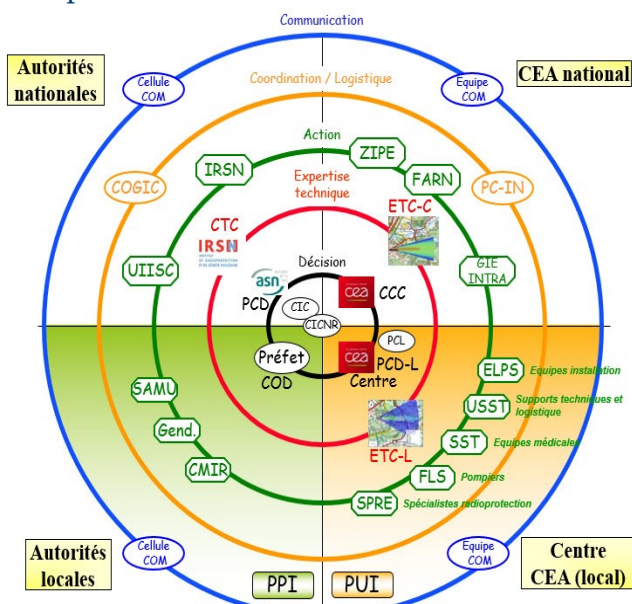 Communication
Autorités
nationales
Cellule
COM
Equipe
COM
CEA national
Coordination / Logistique
Action
ZIPE
IRSN
FARN
COGIC
PC-IN
Expertise
technique
CTC
IRSN
ETC-C
UIISC
GIE
INTRA
Décision
asn
PCD
cea
CCC
CIC
CICNR
Préfet
COD
PCL
cea
PCD-L
Centre
ELPS
Equipes installation
SAMU
USST
Supports techniques et
logistique
Gend.
SST
Equipes médicales
ETC-L
CMIR
FLS
Pompiers
SPRE
Spécialistes radioprotection
Autorités
locales
Cellule
COM
Equipe
COM
Centre
CEA (local)
PPI
PUI